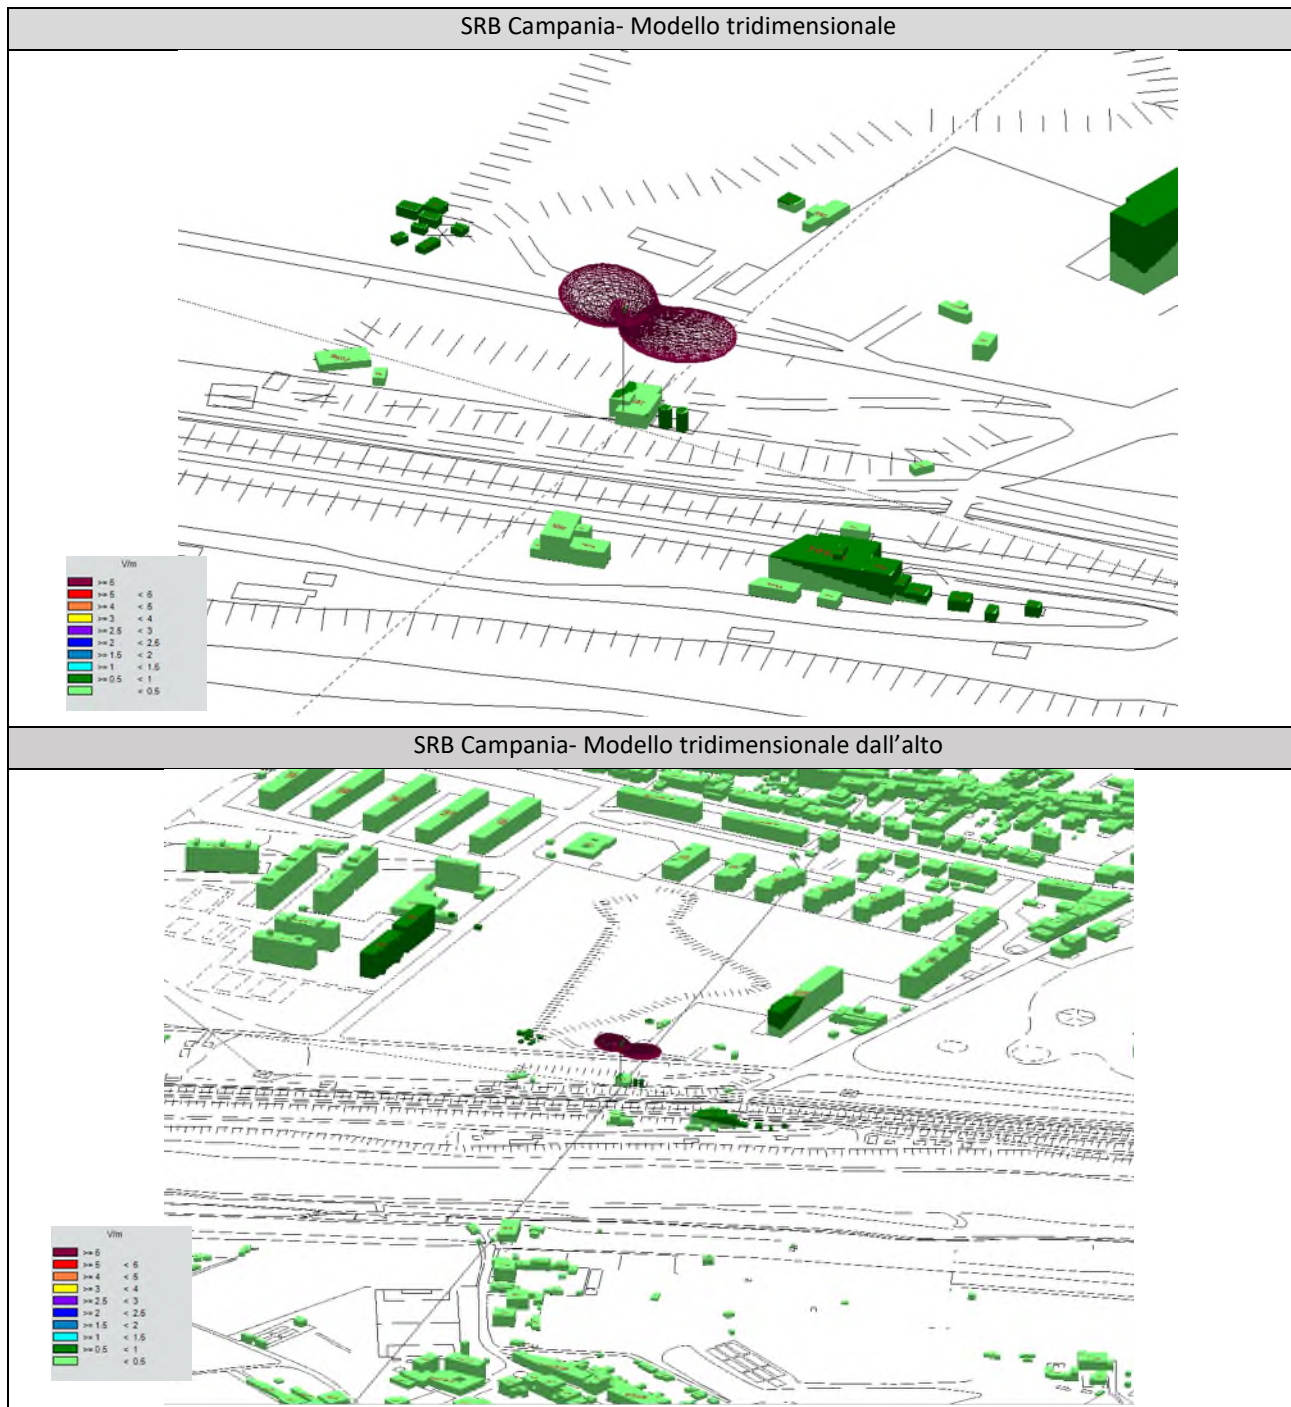 SRB Campania- Modello tridimensionale
V/m
>= 6
>= 5 < 6
>= 4 < 5
>= 3 < 4
>= 2.5 < 3
>= 2 < 2.5
>= 1.5 < 2
>= 1 < 1.5
>= 0.5 < 1
< 0.5
SRB Campania- Modello tridimensionale dall’alto
V/m
>= 6
>= 5 < 6
>= 4 < 5
>= 3 < 4
>= 2.5 < 3
>= 2 < 2.5
>= 1.5 < 2
>= 1 < 1.5
>= 0.5 < 1
< 0.5